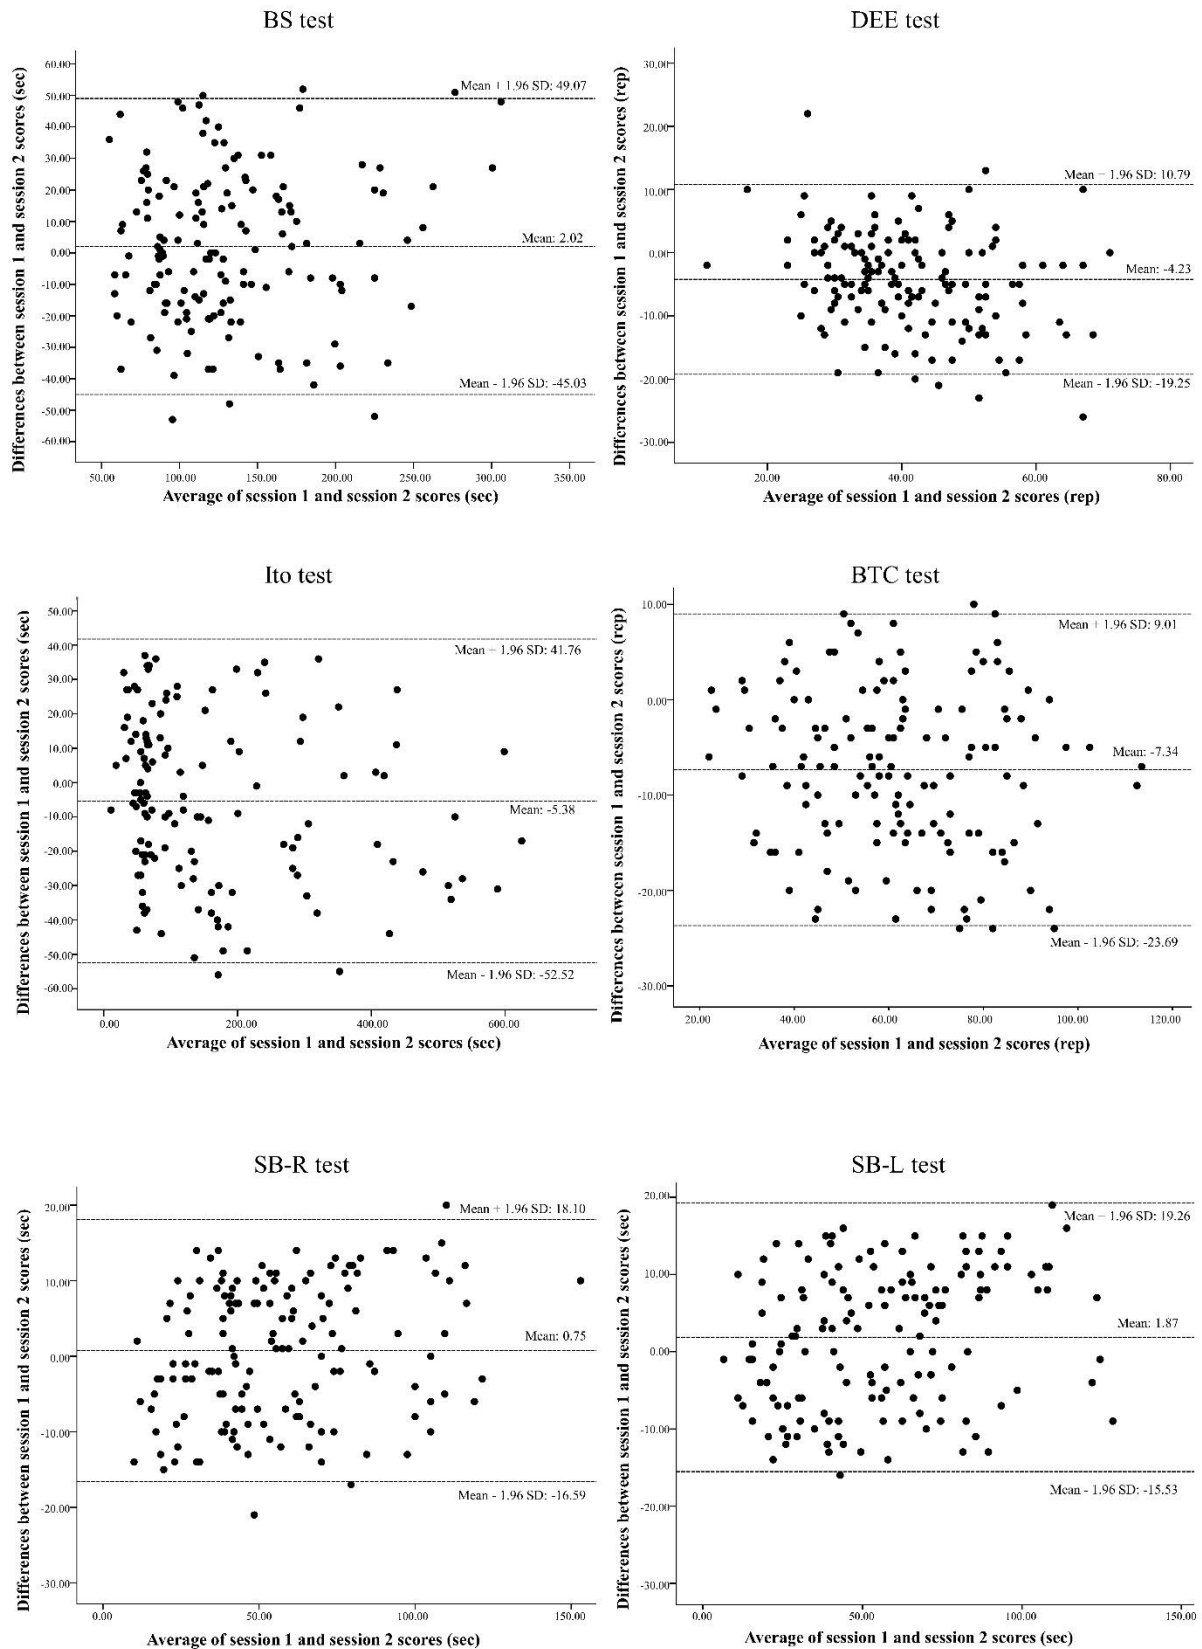 BS test
Differences between session 1 and session 2 scores (sec)
60.00
50.00
40.00
30.00
20.00
10.00
0.00
-10.00
-20.00
-30.00
-40.00
-50.00
-60.00
Mean + 1.96 SD: 49.07
Mean: 2.02
Mean - 1.96 SD: -45.03
50.00 100.00 150.00 200.00 250.00 300.00 350.00
Average of session 1 and session 2 scores (sec)
DEE test
Differences between session 1 and session 2 scores (rep)
30.00
20.00
10.00
0.00
-10.00
-20.00
-30.00
Mean + 1.96 SD: 10.79
Mean: -4.23
Mean - 1.96 SD: -19.25
20.00 40.00 60.00 80.00
Average of session 1 and session 2 scores (rep)
Ito test
Differences between session 1 and session 2 scores (sec)
50.00
40.00
30.00
20.00
10.00
0.00
-10.00
-20.00
-30.00
-40.00
-50.00
-60.00
Mean + 1.96 SD: 41.76
Mean: -5.38
Mean - 1.96 SD: -52.52
0.00 200.00 400.00 600.00
Average of session 1 and session 2 scores (sec)
BTC test
Differences between session 1 and session 2 scores (rep)
10.00
0.00
-10.00
-20.00
-30.00
Mean + 1.96 SD: 9.01
Mean: -7.34
Mean - 1.96 SD: -23.69
20.00 40.00 60.00 80.00 100.00 120.00
Average of session 1 and session 2 scores (rep)
SB-R test
Differences between session 1 and session 2 scores (sec)
20.00
10.00
0.00
-10.00
-20.00
-30.00
Mean + 1.96 SD: 18.10
Mean: 0.75
Mean - 1.96 SD: -16.59
0.00 50.00 100.00 150.00
Average of session 1 and session 2 scores (sec)
SB-L test
Differences between session 1 and session 2 scores (sec)
20.00
10.00
0.00
-10.00
-20.00
-30.00
Mean + 1.96 SD: 19.26
Mean: 1.87
Mean - 1.96 SD: -15.53
0.00 50.00 100.00 150.00
Average of session 1 and session 2 scores (sec)